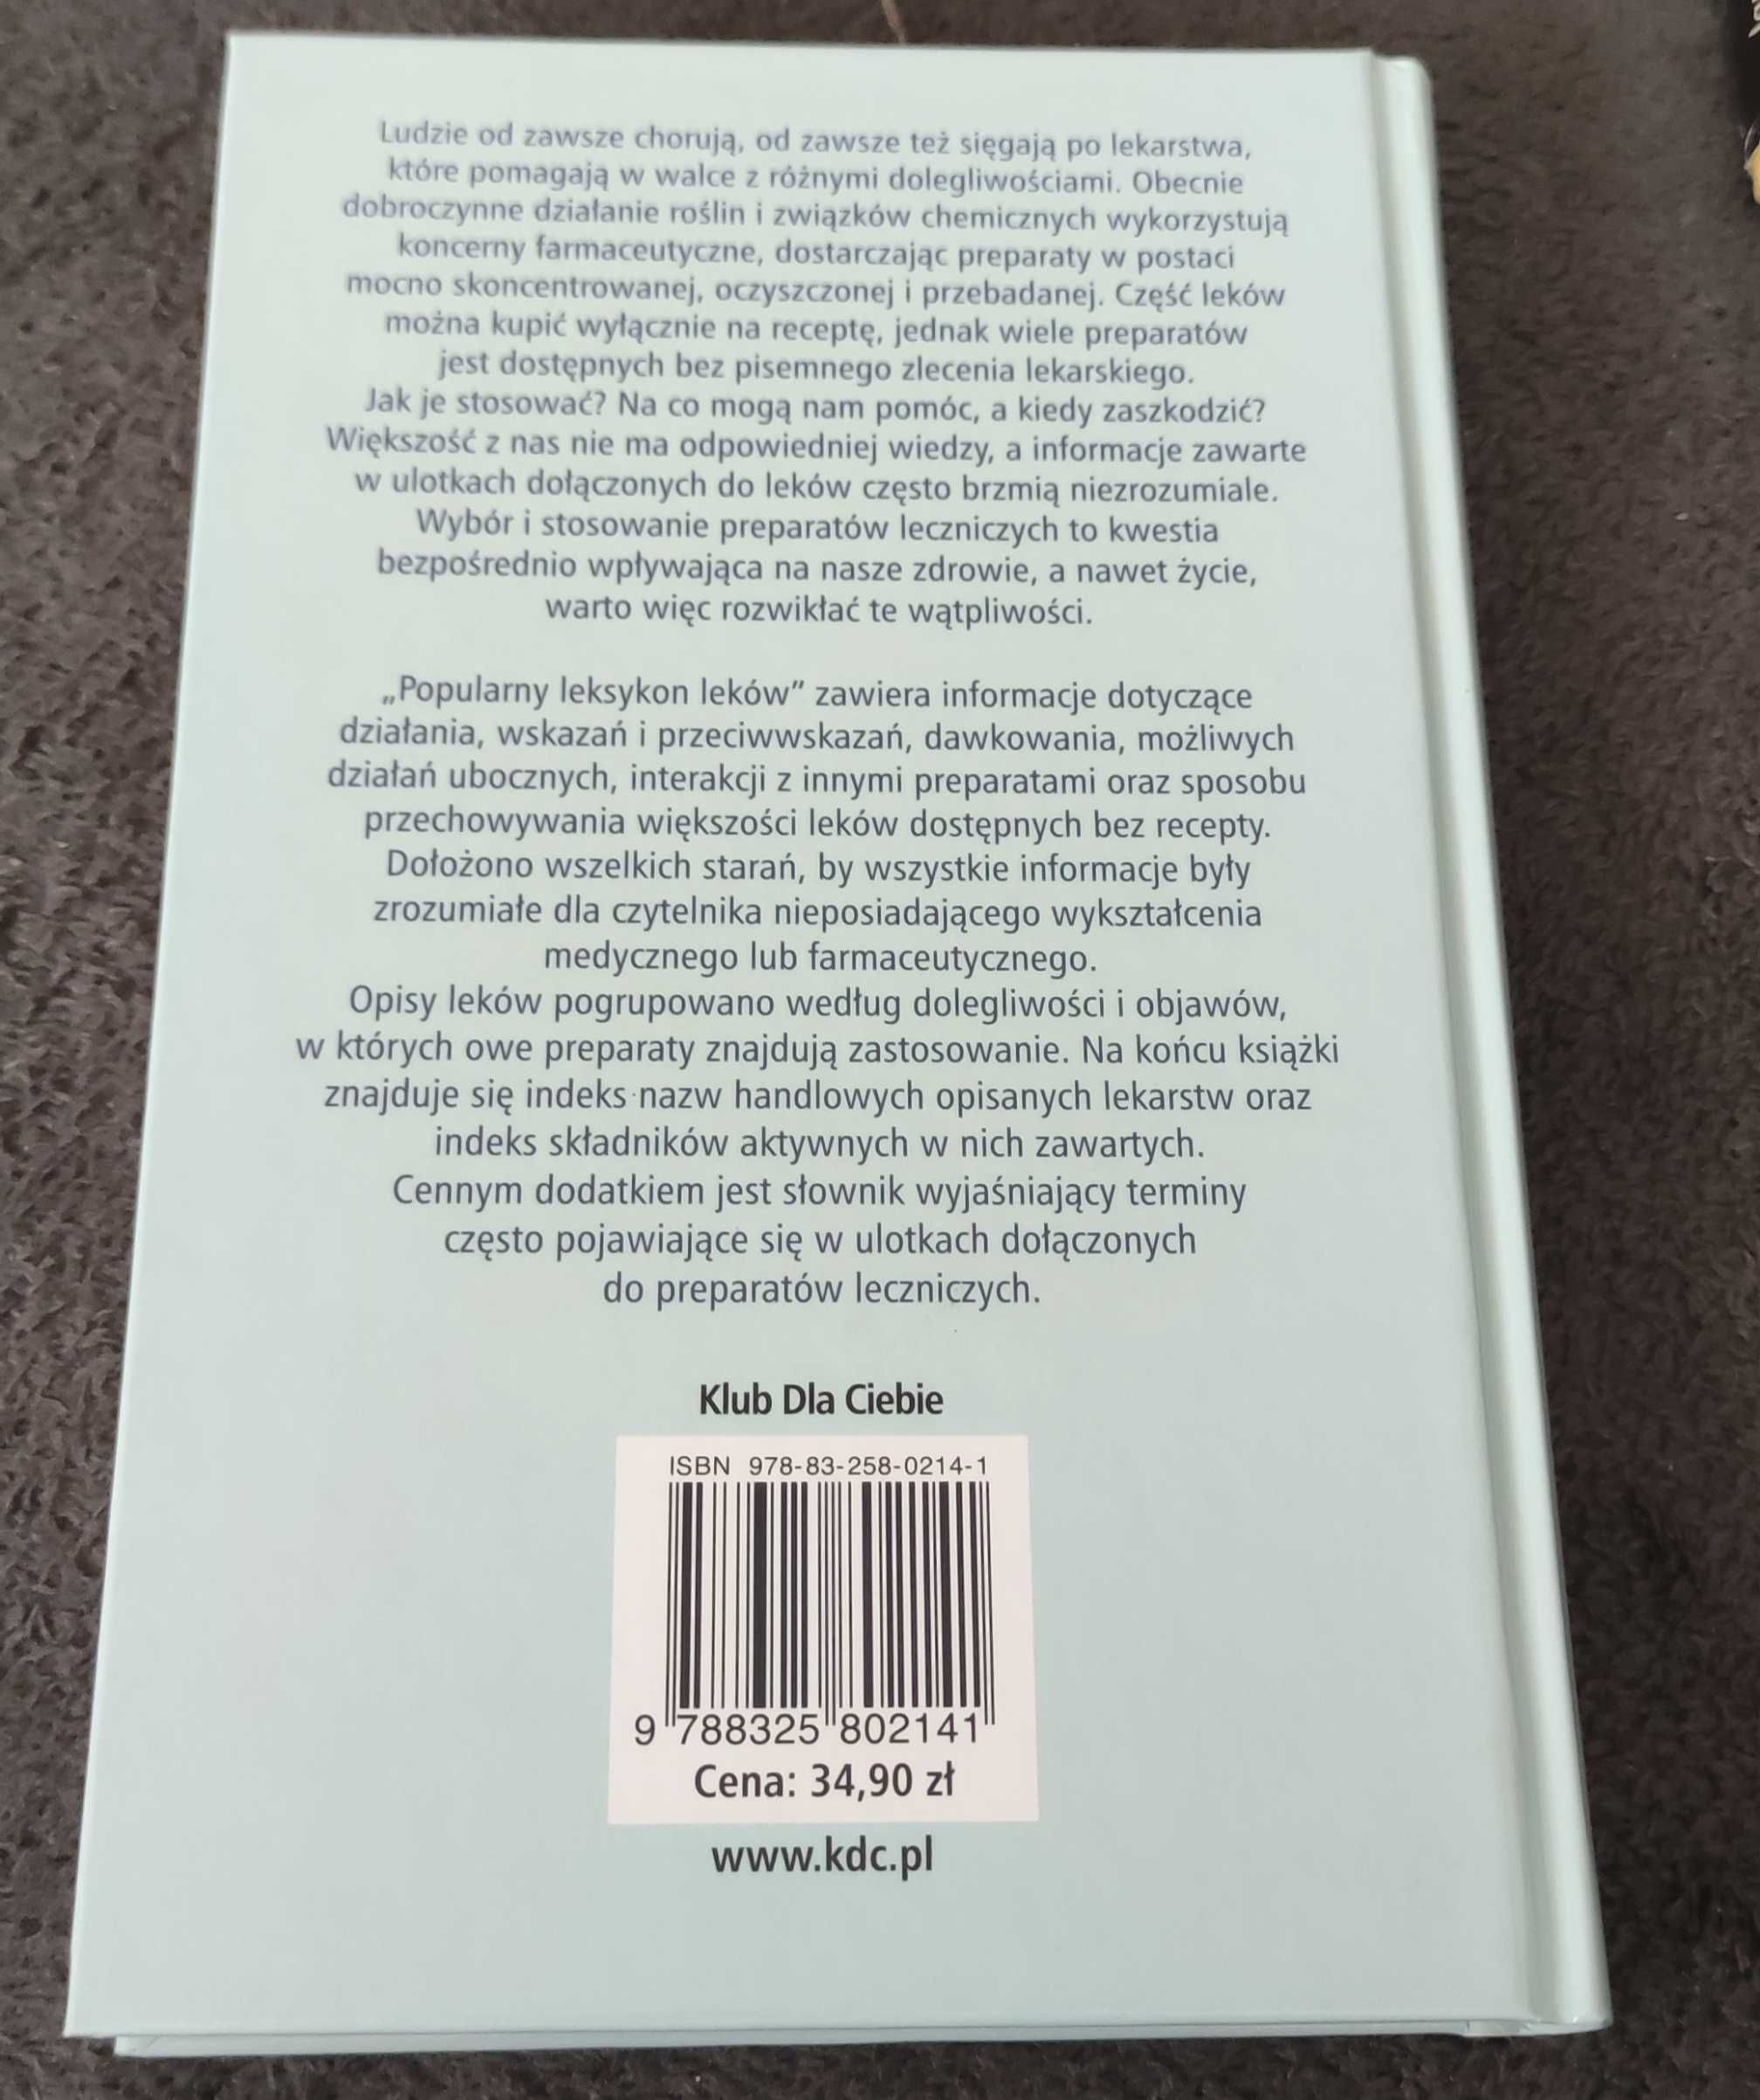 Ludzie od zawsze chorują, od zawsze też sięgają po lekarstwa,
które pomagają w walce z różnymi dolegliwościami. Obecnie
dobroczynne działanie roślin i związków chemicznych wykorzystują
koncerny farmaceutyczne, dostarczając preparaty w postaci
mocno skoncentrowanej, oczyszczonej i przebadanej. Część leków
można kupić wyłącznie na receptę, jednak wiele preparatów
jest dostępnych bez pisemnego zlecenia lekarskiego.
Jak je stosować? Na co mogą nam pomóc, a kiedy zaszkodzić?
Większość z nas nie ma odpowiedniej wiedzy, a informacje zawarte
w ulotkach dołączonych do leków często brzmią niezrozumiale.
Wybór i stosowanie preparatów leczniczych to kwestia
bezpośrednio wpływająca na nasze zdrowie, a nawet życie,
warto więc rozwikłać te wątpliwości.
„Popularny leksykon leków” zawiera informacje dotyczące
działania, wskazań i przeciwwskazań, dawkowania, możliwych
działań ubocznych, interakcji z innymi preparatami oraz sposobu
przechowywania większości leków dostępnych bez recepty.
Dołożono wszelkich starań, by wszystkie informacje były
zrozumiałe dla czytelnika nieposiadającego wykształcenia
medycznego lub farmaceutycznego.
Opisy leków pogrupowano według dolegliwości i objawów,
w których owe preparaty znajdują zastosowanie. Na końcu książki
znajduje się indeks nazw handlowych opisanych lekarstw oraz
indeks składników aktywnych w nich zawartych.
Cennym dodatkiem jest słownik wyjaśniający terminy
często pojawiające się w ulotkach dołączonych
do preparatów leczniczych.
Klub Dla Ciebie
ISBN 978-83-258-0214-1
9 788325 802141
Cena: 34,90 zł
www.kdc.pl